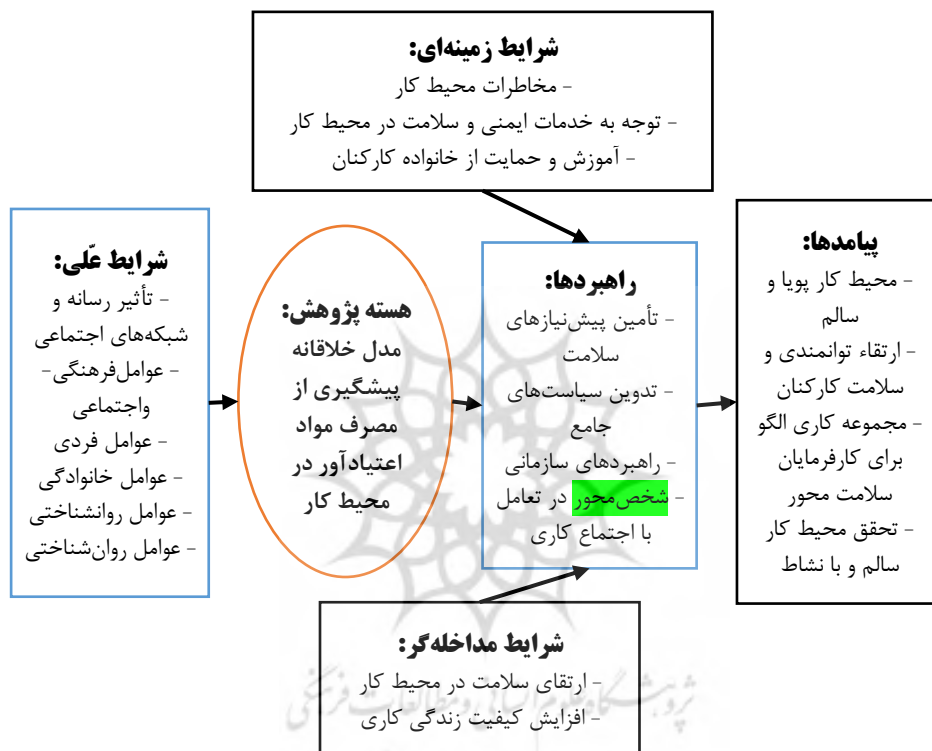 شرایط زمینه‌ای:
- مخاطرات محیط کار
- توجه به خدمات ایمنی و سلامت در محیط کار
- آموزش و حمایت از خانواده کارکنان
شرایط علّی:
- تأثیر رسانه و
شبکه‌های اجتماعی
- عوامل‌فرهنگی-
واجتماعی
- عوامل فردی
- عوامل خانوادگی
- عوامل روانشناختی
- عوامل روان‌شناختی
هسته پژوهش:
مدل خلاقانه
پیشگیری از
مصرف مواد
اعتیادآور در
محیط کار
راهبردها:
- تأمین پیش‌نیازهای
سلامت
- تدوین سیاست‌های
جامع
- راهبردهای سازمانی
- شخص‌محور در تعامل
با اجتماع کاری
پیامدها:
- محیط کار پویا و
سالم
- ارتقاء توانمندی و
سلامت کارکنان
- مجموعه کاری الگو
برای کارفرمایان
سلامت محور
- تحقق محیط کار
سالم و با نشاط
شرایط مداخله‌گر:
- ارتقای سلامت در محیط کار
- افزایش کیفیت زندگی کاری
پژوهشگاه علوم انسانی و مطالعات فرهنگی